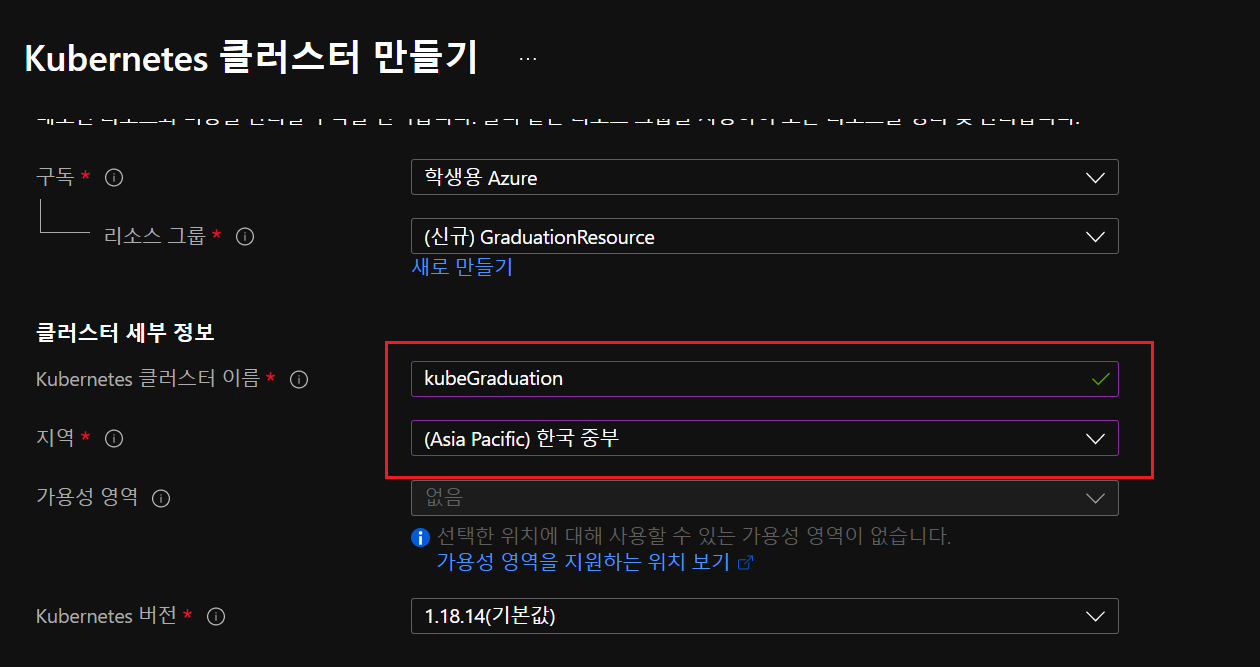 Kubernetes 클러스터 만들기 ...
구독 *
학생용 Azure
리소스 그룹 *
(신규) GraduationResource
새로 만들기
클러스터 세부 정보
Kubernetes 클러스터 이름 *
kubeGraduation
지역 *
(Asia Pacific) 한국 중부
가용성 영역
없음
선택한 위치에 대해 사용할 수 있는 가용성 영역이 없습니다.
가용성 영역을 지원하는 위치 보기
Kubernetes 버전 *
1.18.14(기본값)